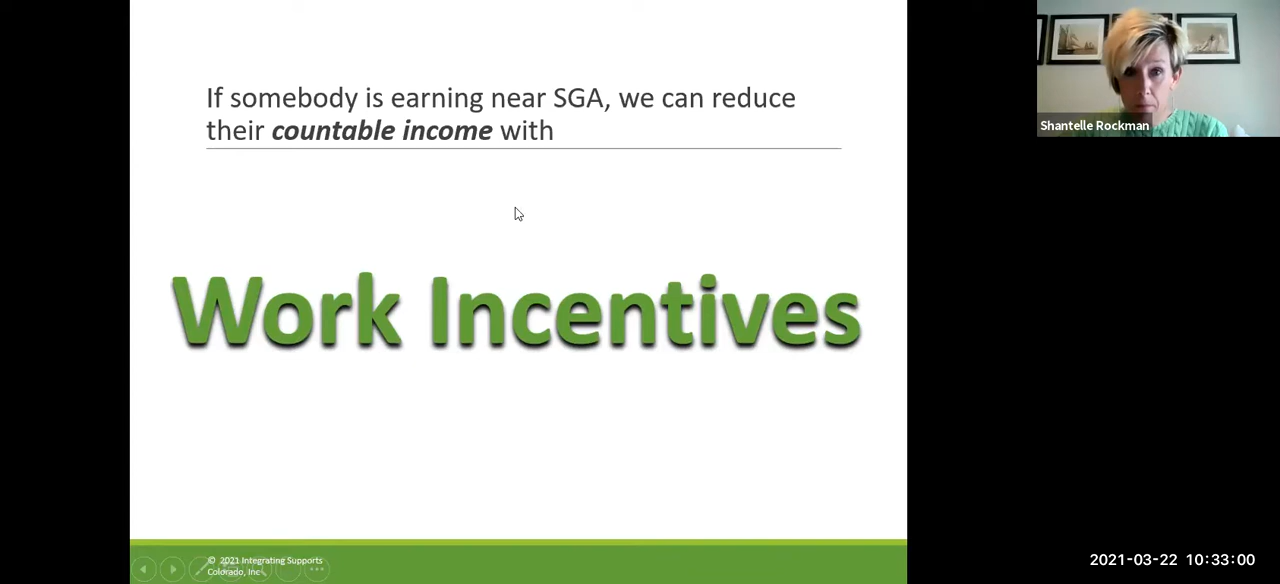 If somebody is earning near SGA, we can reduce
their countable income with
Work Incentives
© 2021 Integrating Supports
Colorado, Inc
Shantelle Rockman
2021-03-22 10:33:00